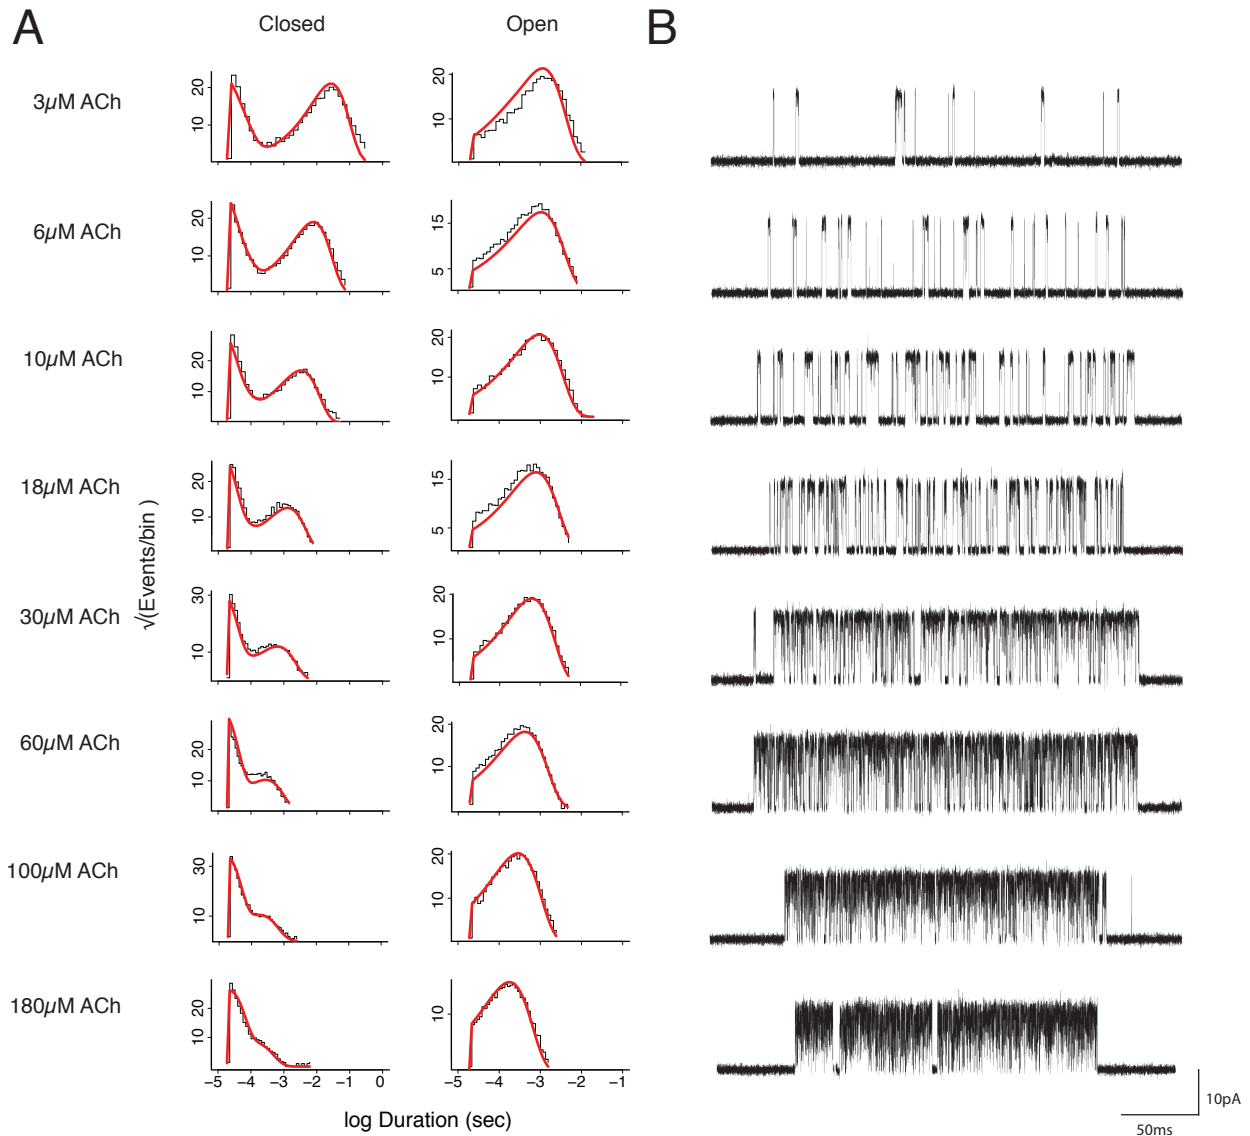 A
Closed
Open
B
3µM ACh
20
10
20
10
6µM ACh
20
10
15
5
10µM ACh
20
10
20
10
18µM ACh
20
10
15
5
√(Events/bin )
30µM ACh
30
10
20
10
60µM ACh
20
10
20
10
100µM ACh
30
10
20
10
180µM ACh
20
10
10
−5 −4 −3 −2 −1 0
−5 −4 −3 −2 −1
log Duration (sec)
10pA
50ms